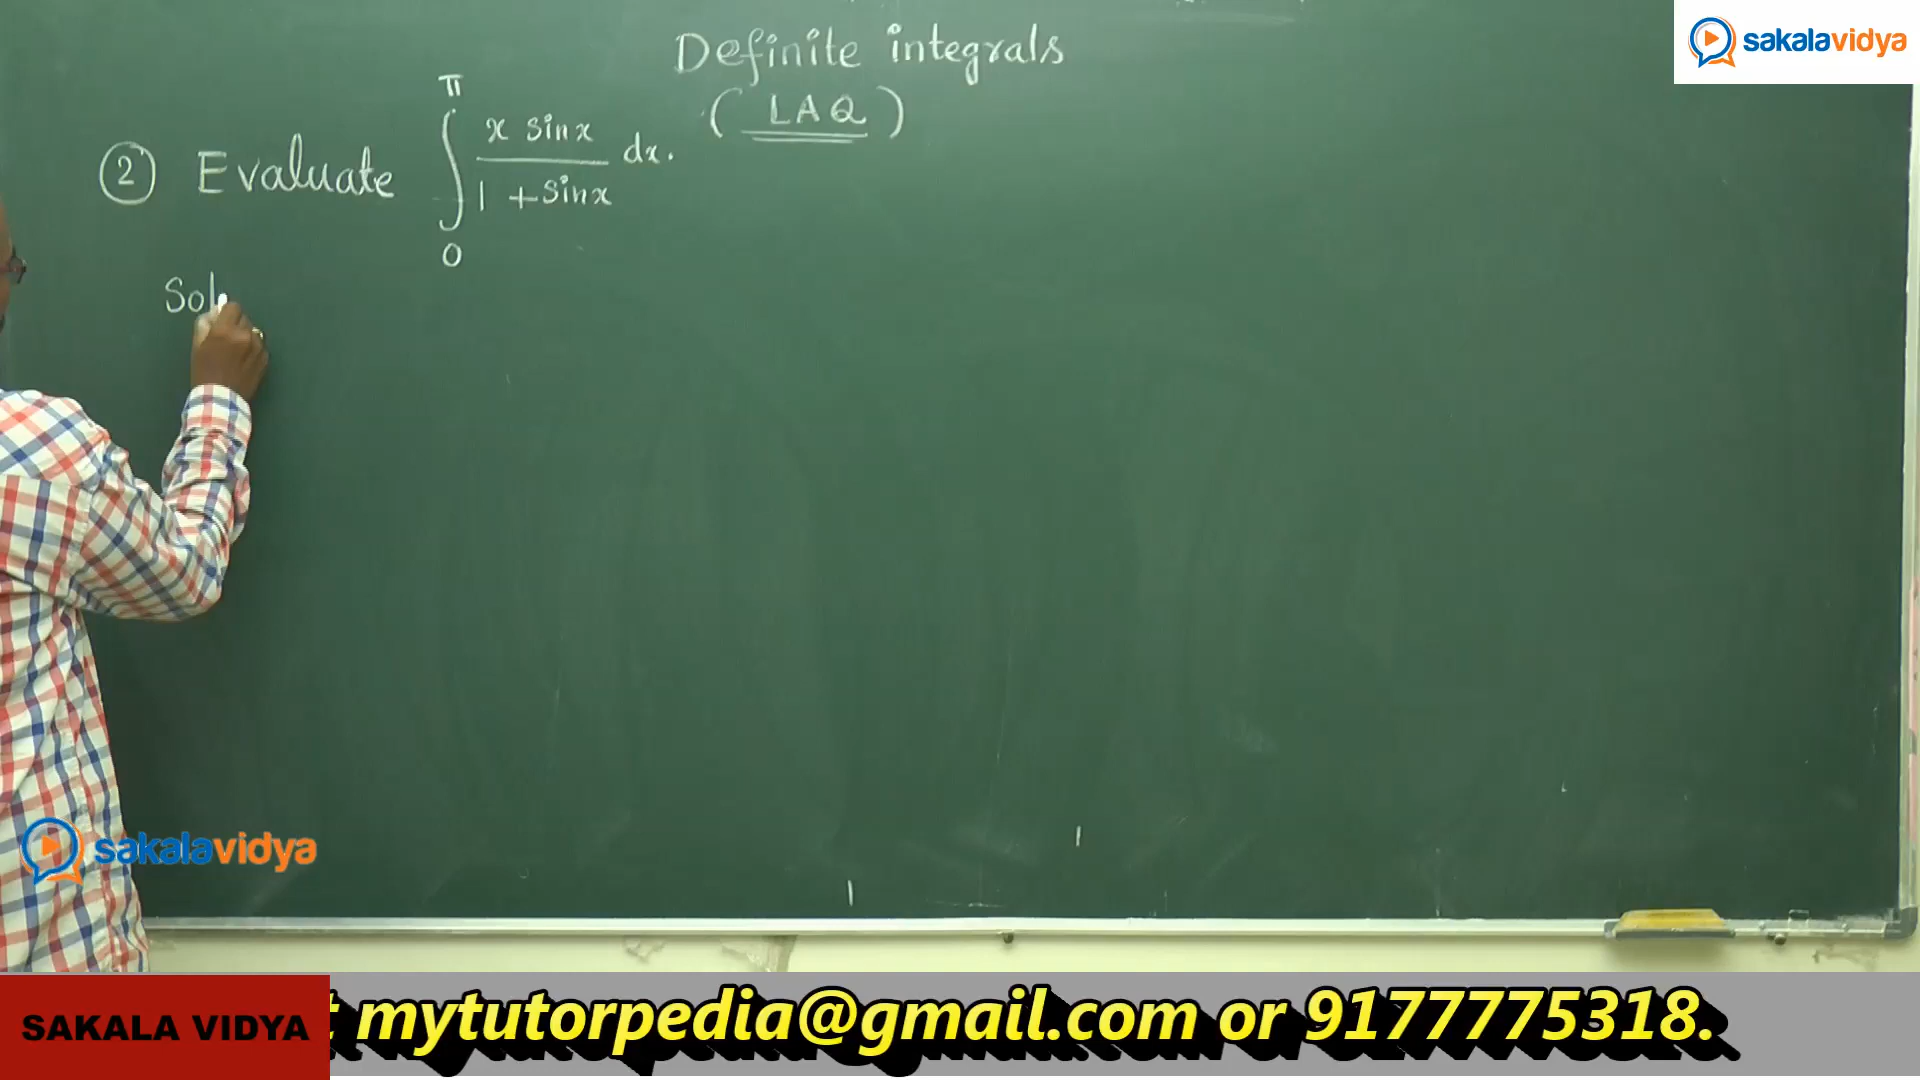 sakalavidya
Definite integrals
(LAQ)
② Evaluate ∫₀^π (x sinx)/(1 + sinx) dx.
Sol
sakalavidya
SAKALA VIDYA
t mytutorpedia@gmail.com or 9177775318.